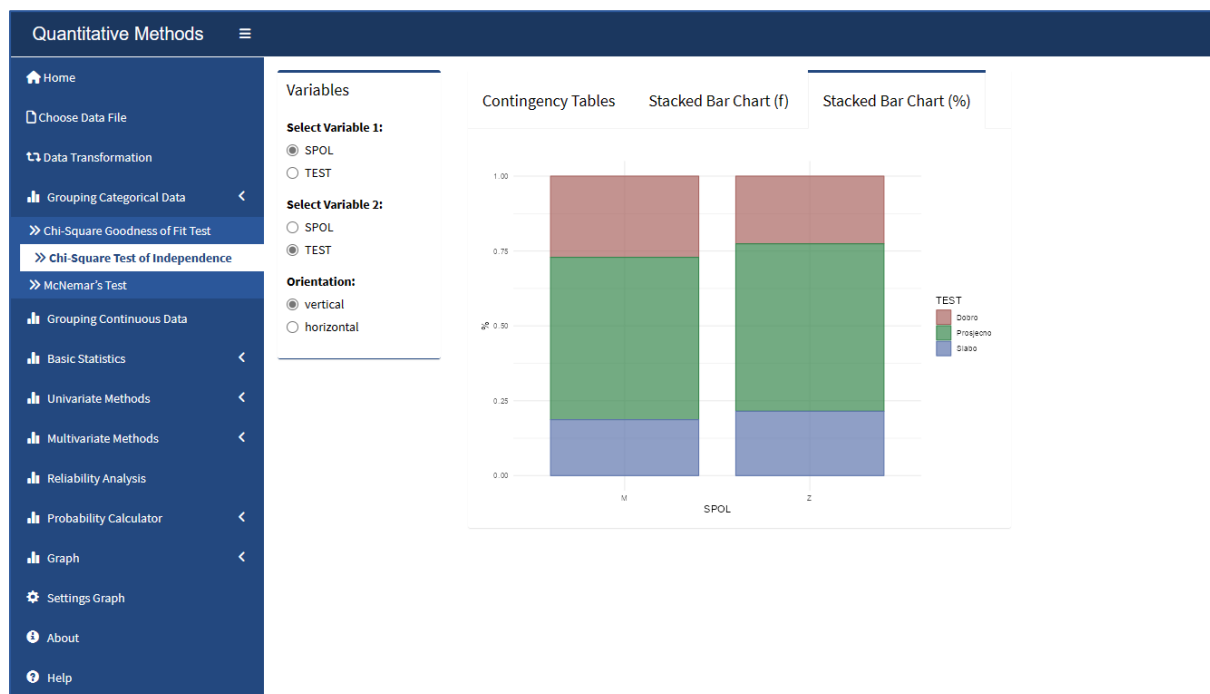 Quantitative Methods
Home
Choose Data File
Data Transformation
Grouping Categorical Data
Chi-Square Goodness of Fit Test
Chi-Square Test of Independence
McNemar's Test
Grouping Continuous Data
Basic Statistics
Univariate Methods
Multivariate Methods
Reliability Analysis
Probability Calculator
Graph
Settings Graph
About
Help
Variables
Select Variable 1:
SPOL
TEST
Select Variable 2:
SPOL
TEST
Orientation:
vertical
horizontal
Contingency Tables Stacked Bar Chart (f) Stacked Bar Chart (%)
1.00
0.75
% 0.50
0.25
0.00
M Z
SPOL
TEST
Dobro
Prosjecno
Slabo